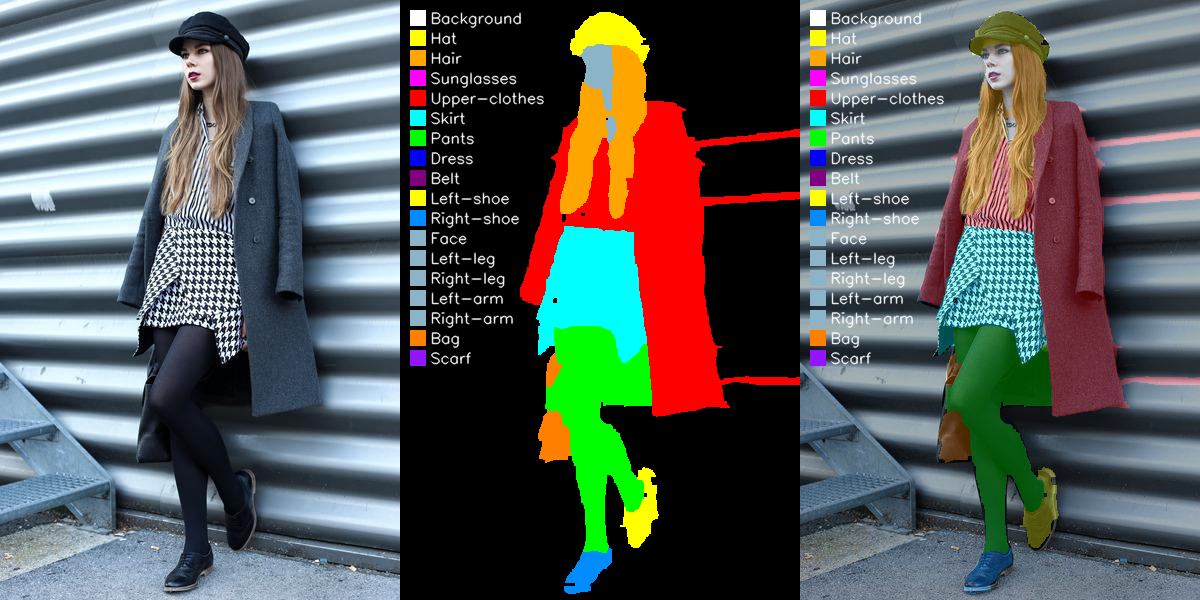 Background
Hat
Hair
Sunglasses
Upper-clothes
Skirt
Pants
Dress
Belt
Left-shoe
Right-shoe
Face
Left-leg
Right-leg
Left-arm
Right-arm
Bag
Scarf
Background
Hat
Hair
Sunglasses
Upper-clothes
Skirt
Pants
Dress
Belt
Left-shoe
Right-shoe
Face
Left-leg
Right-leg
Left-arm
Right-arm
Bag
Scarf